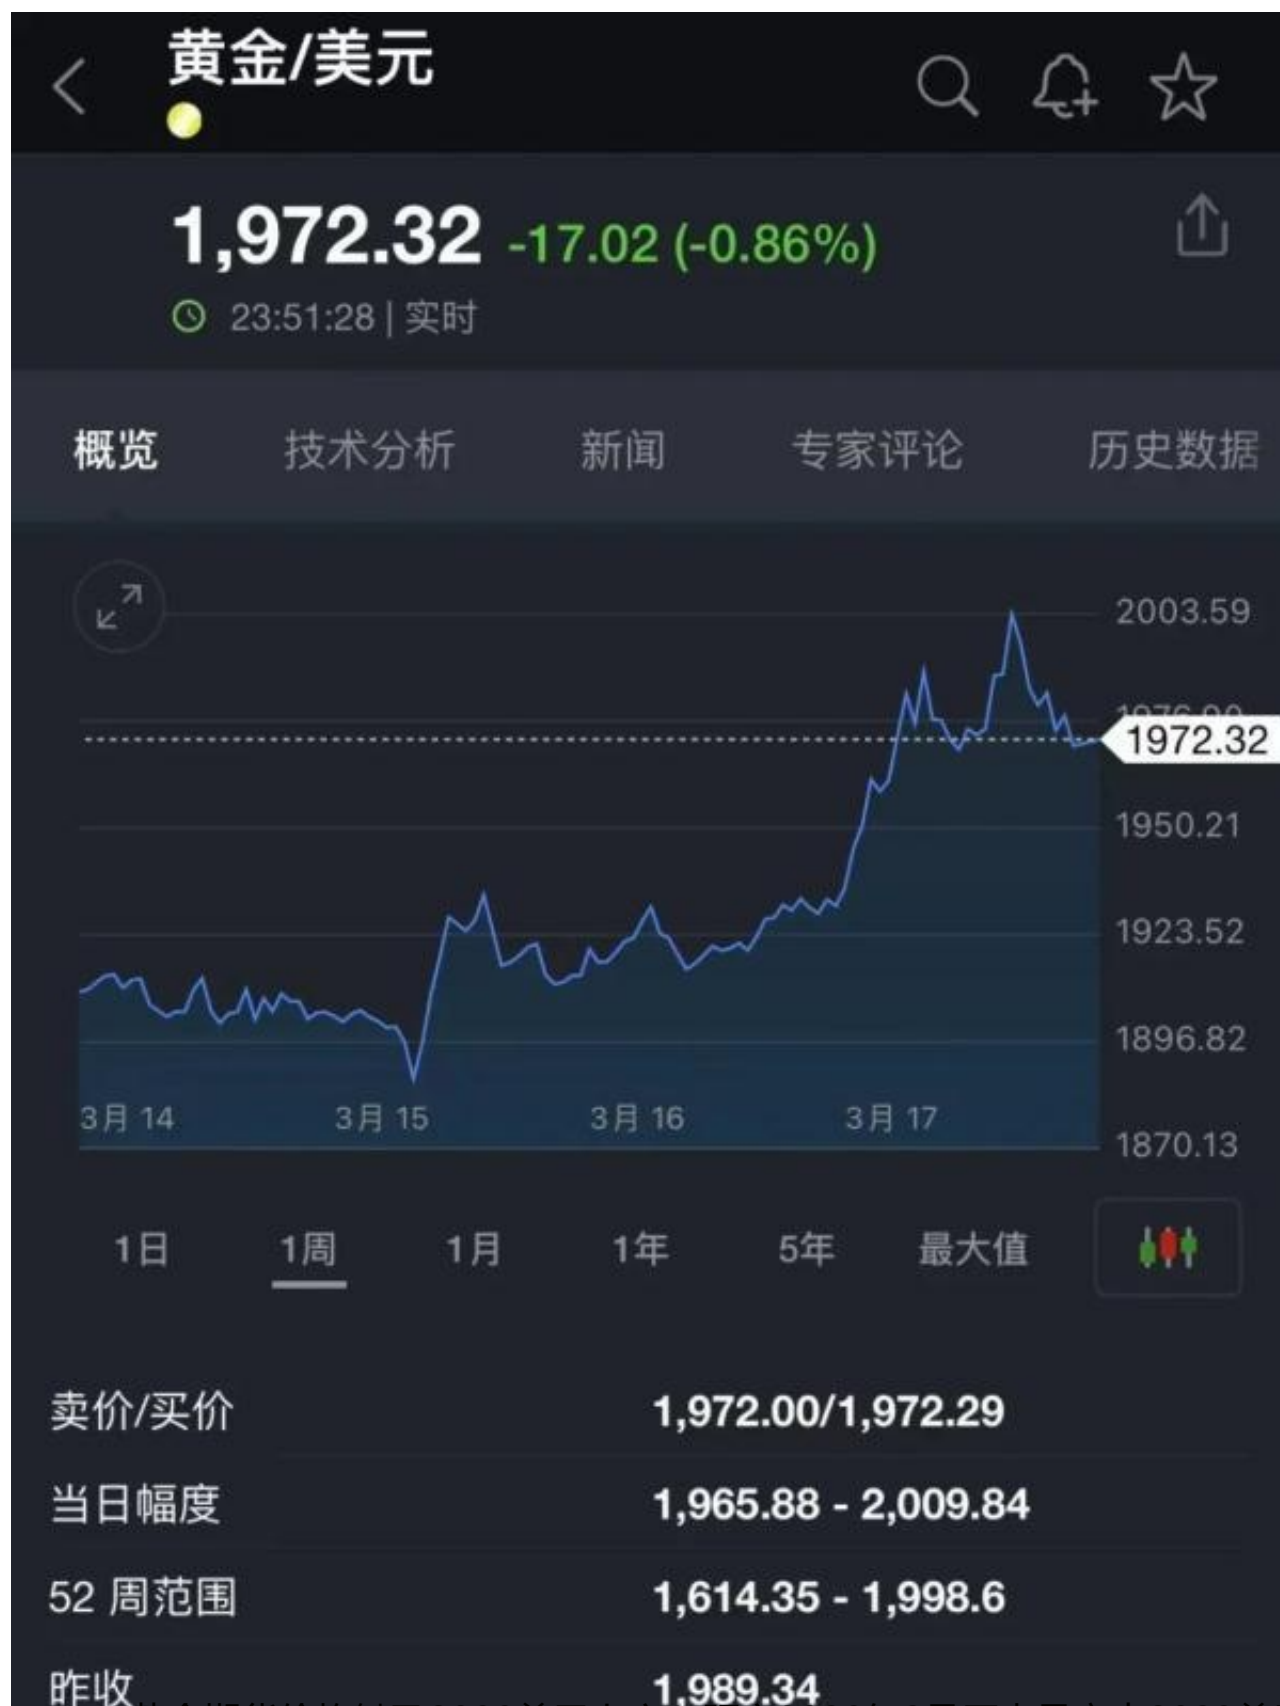 黄金/美元
1,972.32 -17.02 (-0.86%)
23:51:28 | 实时
概览 技术分析 新闻 专家评论 历史数据
2003.59
1976.90
1972.32
1950.21
1923.52
1896.82
3月 14 3月 15 3月 16 3月 17
1870.13
1日 1周 1月 1年 5年 最大值
卖价/买价 1,972.00/1,972.29
当日幅度 1,965.88 - 2,009.84
52 周范围 1,614.35 - 1,998.6
昨收 1,989.34